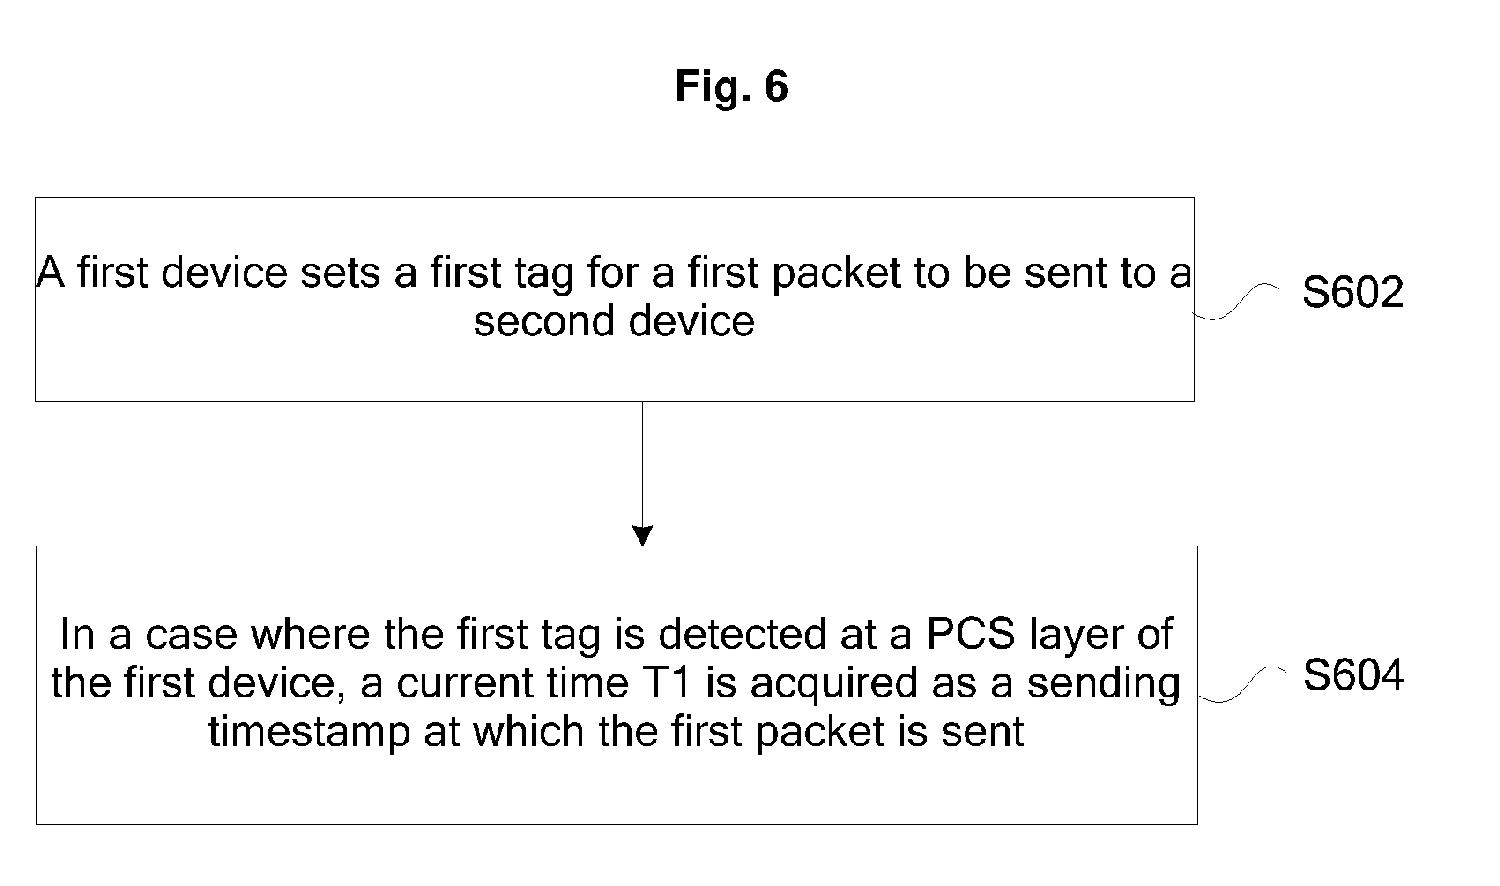 Fig. 6
A first device sets a first tag for a first packet to be sent to a
second device
S602
In a case where the first tag is detected at a PCS layer of
the first device, a current time T1 is acquired as a sending
timestamp at which the first packet is sent
S604